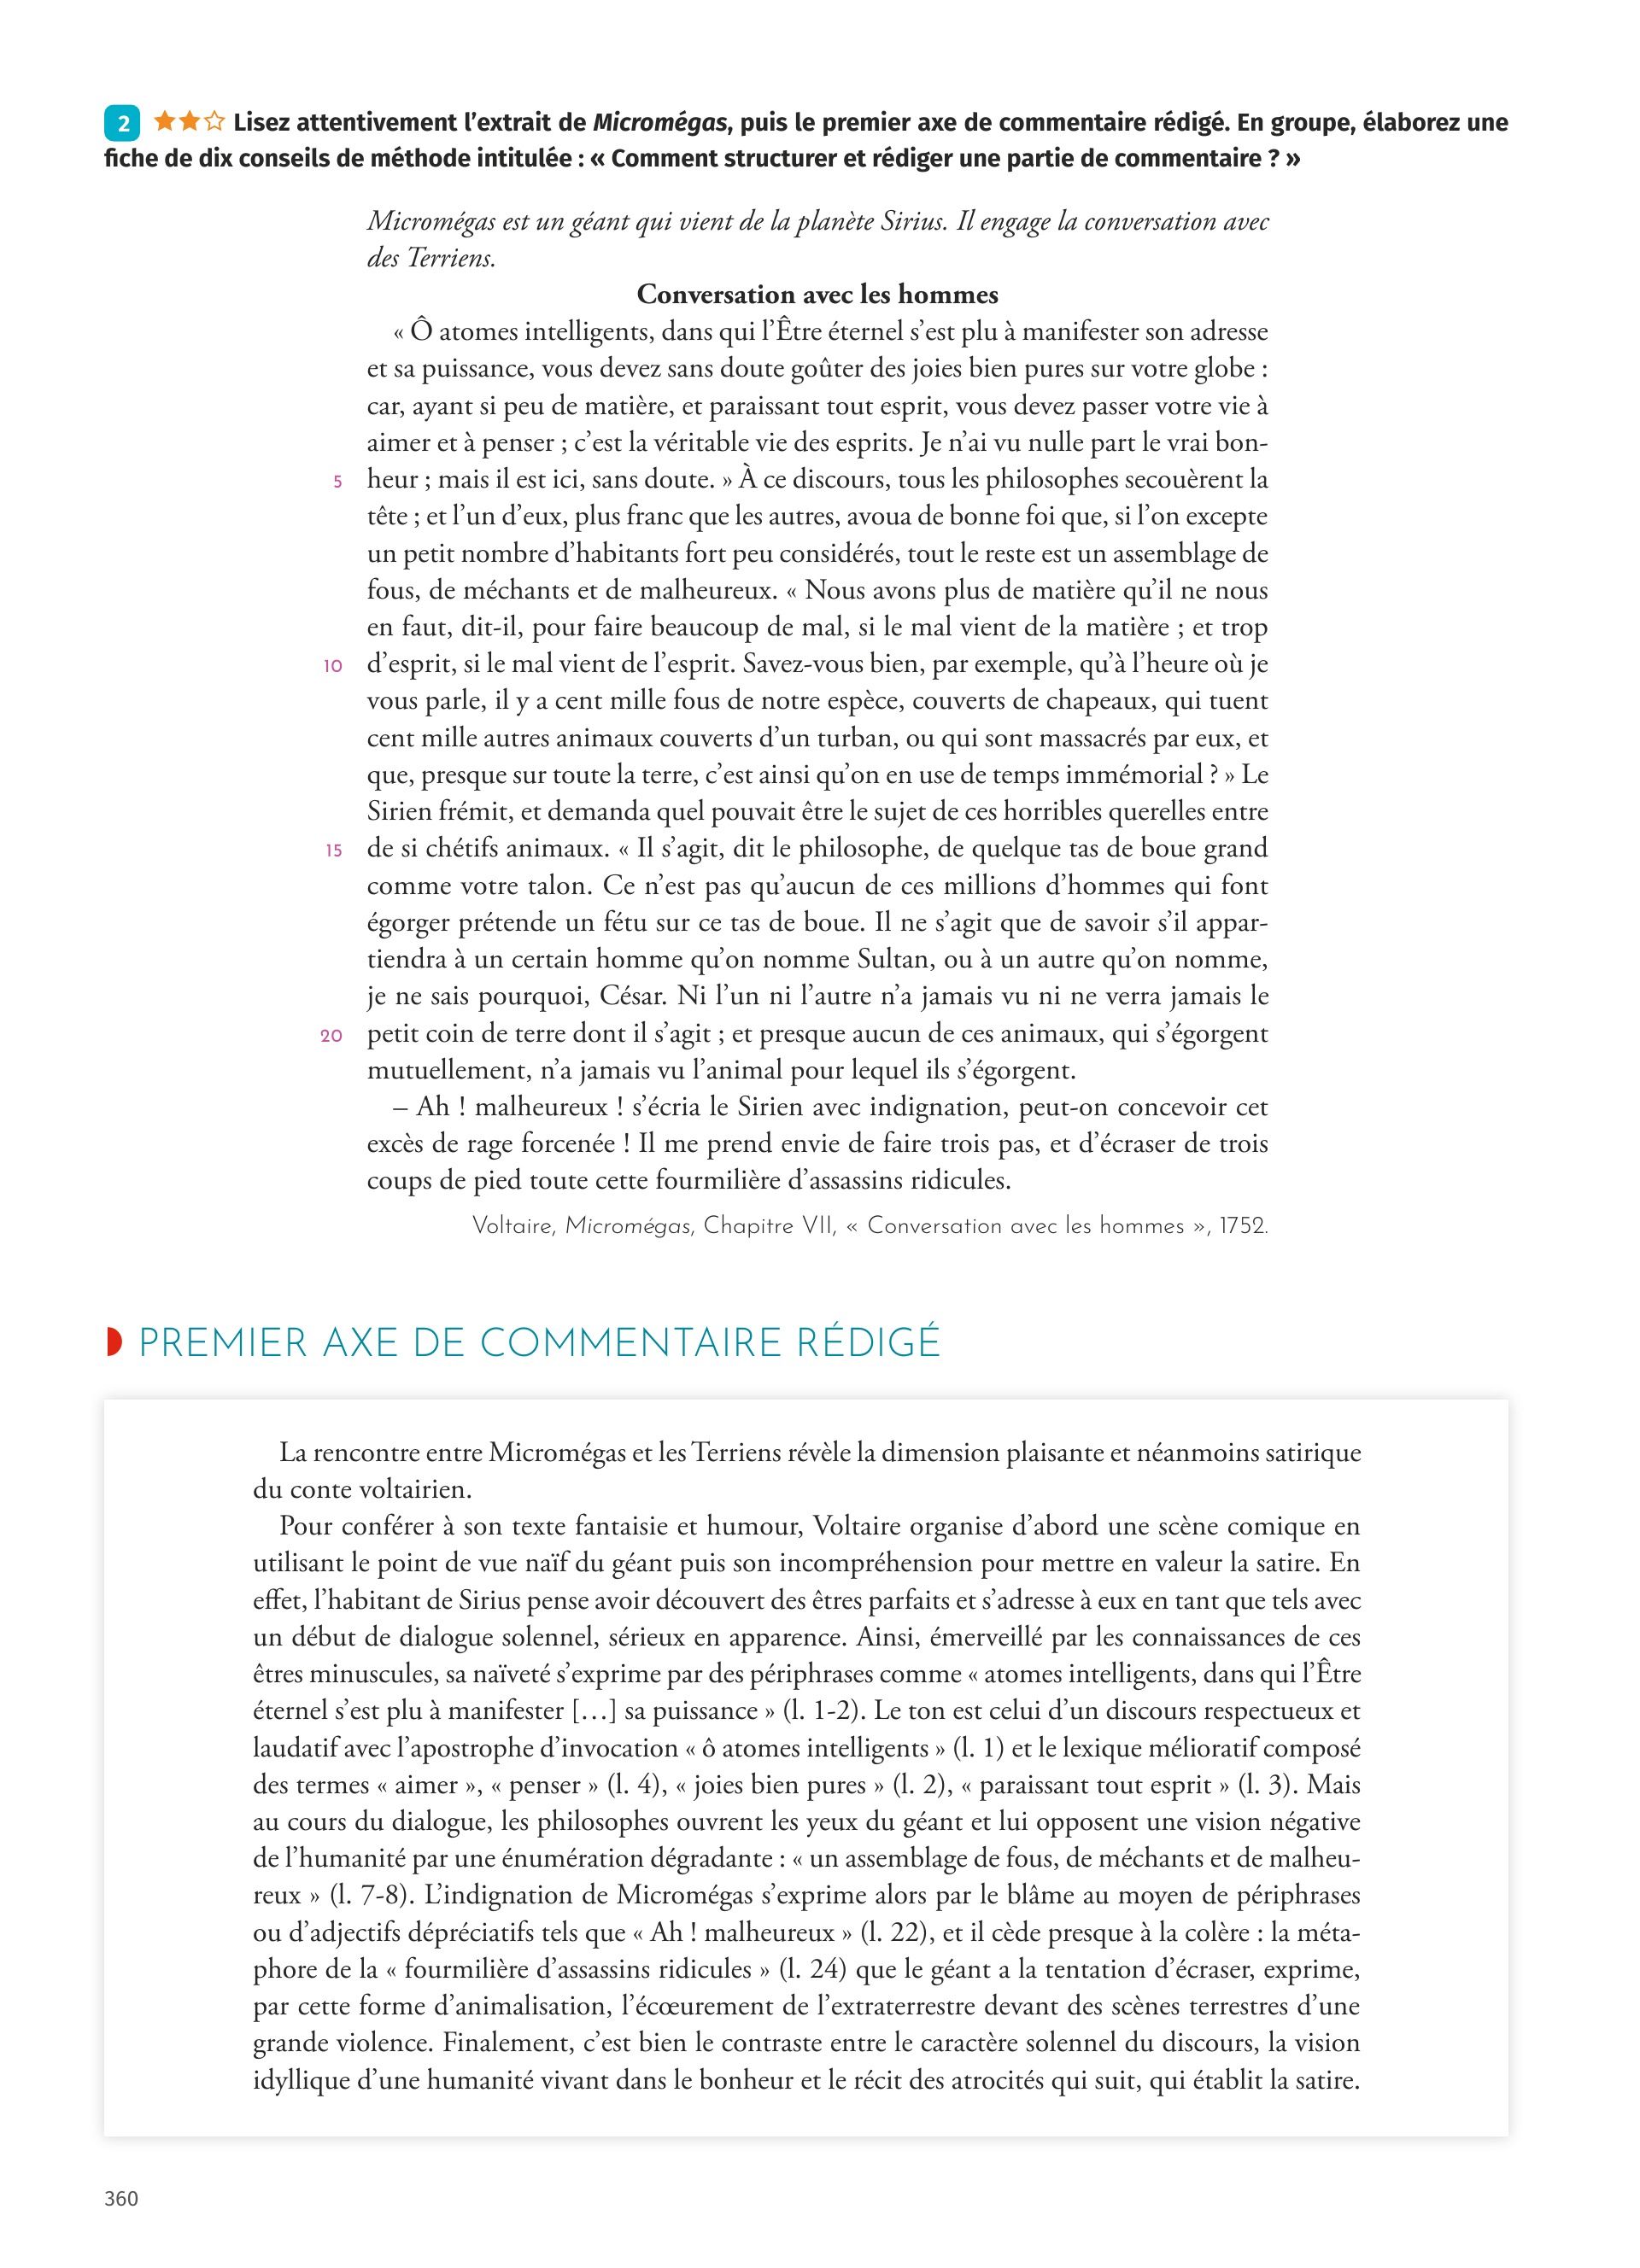 2 ★★☆ Lisez attentivement l’extrait de Micromégas, puis le premier axe de commentaire rédigé. En groupe, élaborez une
fiche de dix conseils de méthode intitulée : « Comment structurer et rédiger une partie de commentaire ? »
Micromégas est un géant qui vient de la planète Sirius. Il engage la conversation avec
des Terriens.
Conversation avec les hommes
« Ô atomes intelligents, dans qui l’Être éternel s’est plu à manifester son adresse
et sa puissance, vous devez sans doute goûter des joies bien pures sur votre globe :
car, ayant si peu de matière, et paraissant tout esprit, vous devez passer votre vie à
aimer et à penser ; c’est la véritable vie des esprits. Je n’ai vu nulle part le vrai bon-
5 heur ; mais il est ici, sans doute. » À ce discours, tous les philosophes secouèrent la
tête ; et l’un d’eux, plus franc que les autres, avoua de bonne foi que, si l’on excepte
un petit nombre d’habitants fort peu considérés, tout le reste est un assemblage de
fous, de méchants et de malheureux. « Nous avons plus de matière qu’il ne nous
en faut, dit-il, pour faire beaucoup de mal, si le mal vient de la matière ; et trop
10 d’esprit, si le mal vient de l’esprit. Savez-vous bien, par exemple, qu’à l’heure où je
vous parle, il y a cent mille fous de notre espèce, couverts de chapeaux, qui tuent
cent mille autres animaux couverts d’un turban, ou qui sont massacrés par eux, et
que, presque sur toute la terre, c’est ainsi qu’on en use de temps immémorial ? » Le
Sirien frémit, et demanda quel pouvait être le sujet de ces horribles querelles entre
15 de si chétifs animaux. « Il s’agit, dit le philosophe, de quelque tas de boue grand
comme votre talon. Ce n’est pas qu’aucun de ces millions d’hommes qui font
égorger prétende un fétu sur ce tas de boue. Il ne s’agit que de savoir s’il appar-
tiendra à un certain homme qu’on nomme Sultan, ou à un autre qu’on nomme,
je ne sais pourquoi, César. Ni l’un ni l’autre n’a jamais vu ni ne verra jamais le
20 petit coin de terre dont il s’agit ; et presque aucun de ces animaux, qui s’égorgent
mutuellement, n’a jamais vu l’animal pour lequel ils s’égorgent.
– Ah ! malheureux ! s’écria le Sirien avec indignation, peut-on concevoir cet
excès de rage forcenée ! Il me prend envie de faire trois pas, et d’écraser de trois
coups de pied toute cette fourmilière d’assassins ridicules.
Voltaire, Micromégas, Chapitre VII, « Conversation avec les hommes », 1752.
PREMIER AXE DE COMMENTAIRE RÉDIGÉ
La rencontre entre Micromégas et les Terriens révèle la dimension plaisante et néanmoins satirique
du conte voltairien.
Pour conférer à son texte fantaisie et humour, Voltaire organise d’abord une scène comique en
utilisant le point de vue naïf du géant puis son incompréhension pour mettre en valeur la satire. En
effet, l’habitant de Sirius pense avoir découvert des êtres parfaits et s’adresse à eux en tant que tels avec
un début de dialogue solennel, sérieux en apparence. Ainsi, émerveillé par les connaissances de ces
êtres minuscules, sa naïveté s’exprime par des périphrases comme « atomes intelligents, dans qui l’Être
éternel s’est plu à manifester […] sa puissance » (l. 1-2). Le ton est celui d’un discours respectueux et
laudatif avec l’apostrophe d’invocation « ô atomes intelligents » (l. 1) et le lexique mélioratif composé
des termes « aimer », « penser » (l. 4), « joies bien pures » (l. 2), « paraissant tout esprit » (l. 3). Mais
au cours du dialogue, les philosophes ouvrent les yeux du géant et lui opposent une vision négative
de l’humanité par une énumération dégradante : « un assemblage de fous, de méchants et de malheu-
reux » (l. 7-8). L’indignation de Micromégas s’exprime alors par le blâme au moyen de périphrases
ou d’adjectifs dépréciatifs tels que « Ah ! malheureux » (l. 22), et il cède presque à la colère : la méta-
phore de la « fourmilière d’assassins ridicules » (l. 24) que le géant a la tentation d’écraser, exprime,
par cette forme d’animalisation, l’écœurement de l’extraterrestre devant des scènes terrestres d’une
grande violence. Finalement, c’est bien le contraste entre le caractère solennel du discours, la vision
idyllique d’une humanité vivant dans le bonheur et le récit des atrocités qui suit, qui établit la satire.
360